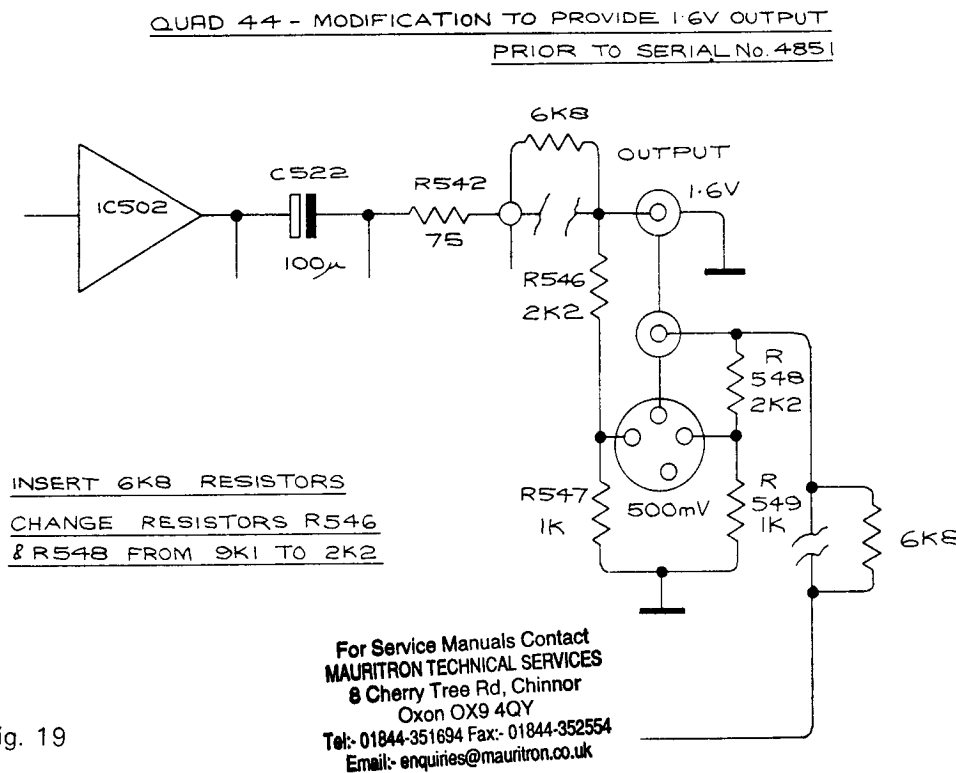 QUAD 44 - MODIFICATION TO PROVIDE 1·6V OUTPUT
PRIOR TO SERIAL No. 4851
6K8
OUTPUT
C522
R542
1·6V
IC502
75
100µ
R546
2K2
R
548
2K2
INSERT 6K8 RESISTORS
CHANGE RESISTORS R546
& R548 FROM 9K1 TO 2K2
R547
1K
500mV
R
549
1K
6K8
For Service Manuals Contact
MAURITRON TECHNICAL SERVICES
8 Cherry Tree Rd, Chinnor
Oxon OX9 4QY
Tel:- 01844-351694 Fax:- 01844-352554
Email:- enquiries@mauritron.co.uk
ig. 19